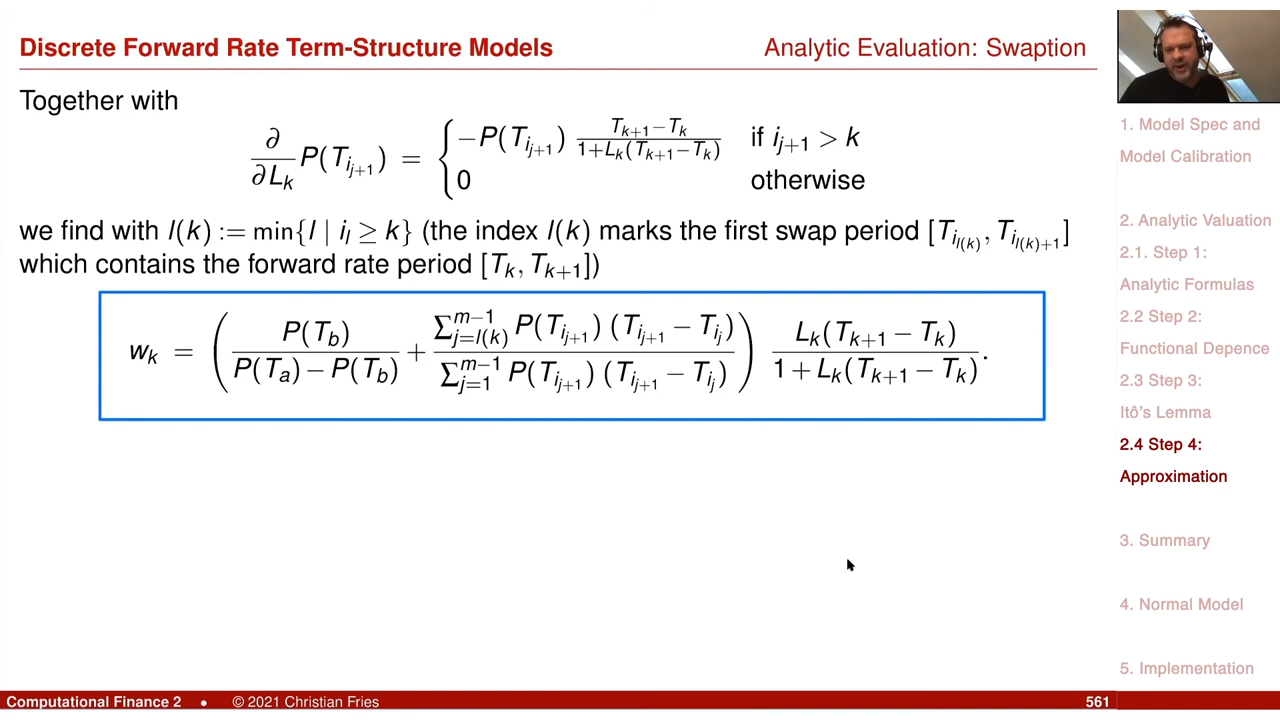 Discrete Forward Rate Term-Structure Models
Analytic Evaluation: Swaption
Together with
∂/∂L_k P(T_{i_{j+1}}) = { −P(T_{i_{j+1}}) (T_{k+1}−T_k)/(1+L_k(T_{k+1}−T_k)) if i_{j+1} > k
0 otherwise
we find with l(k) := min{l | i_l ≥ k} (the index l(k) marks the first swap period [T_{i_{l(k)}}, T_{i_{l(k)+1}}]
which contains the forward rate period [T_k, T_{k+1}])
w_k = ( P(T_b)/(P(T_a) − P(T_b)) + (Σ_{j=l(k)}^{m−1} P(T_{i_{j+1}}) (T_{i_{j+1}} − T_{i_j}))/(Σ_{j=1}^{m−1} P(T_{i_{j+1}}) (T_{i_{j+1}} − T_{i_j})) ) L_k(T_{k+1} − T_k)/(1 + L_k(T_{k+1} − T_k)).
1. Model Spec and
Model Calibration
2. Analytic Valuation
2.1. Step 1:
Analytic Formulas
2.2 Step 2:
Functional Depence
2.3 Step 3:
Itô's Lemma
2.4 Step 4:
Approximation
3. Summary
4. Normal Model
5. Implementation
Computational Finance 2 • © 2021 Christian Fries
561